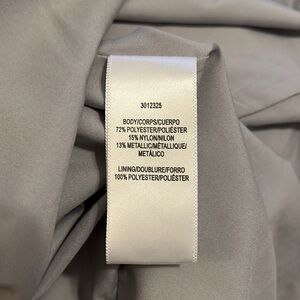 3012325
BODY/CORPS/CUERPO
72% POLYESTER/POLIÉSTER
15% NYLON/NILON
13% METALLIC/MÉTALLIQUE/
METÁLICO
LINING/DOUBLURE/FORRO
100% POLYESTER/POLIÉSTER